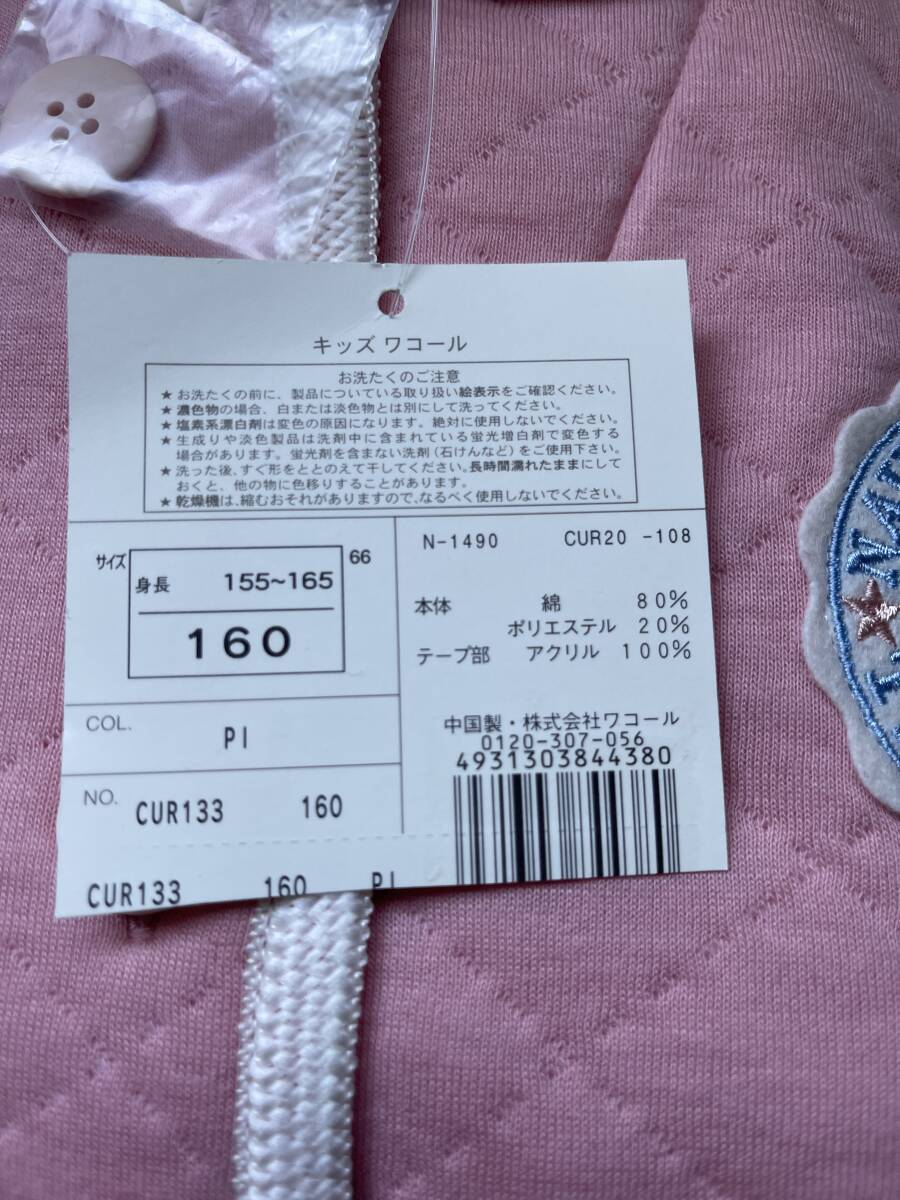 キッズ ワコール
お洗たくのご注意
★お洗たくの前に、製品についている取り扱い絵表示をご確認ください。
★濃色物の場合、白または淡色物とは別にして洗ってください。
★塩素系漂白剤は変色の原因になります。絶対に使用しないでください。
★生成りや淡色製品は洗剤中に含まれている蛍光増白剤で変色する
場合があります。蛍光剤を含まない洗剤（石けんなど）をご使用下さい。
★洗った後、すぐ形をととのえて干してください。長時間濡れたままにして
おくと、他の物に色移りすることがあります。
★乾燥機は、縮むおそれがありますので、なるべく使用しないでください。
サイズ
身長 155~165
66
160
COL.
PI
NO.
CUR133 160
CUR133 160 PI
N-1490 CUR20 -108
本体 綿 80%
ポリエステル 20%
テープ部 アクリル 100%
中国製・株式会社ワコール
0120-307-056
4931303844380